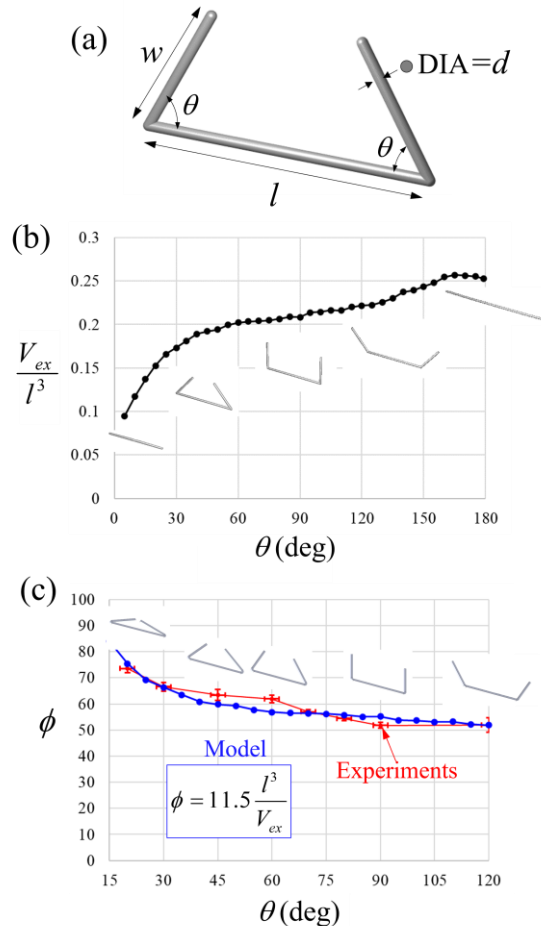 (a)
w
θ
DIA=d
θ
l
(b)
0.3
0.25
0.2
0.15
0.1
0.05
0
V_ex
l³
0 30 60 90 120 150 180
θ (deg)
(c)
100
90
80
70
60
50
40
30
20
10
0
ϕ
Model
ϕ = 11.5 l³/V_ex
Experiments
15 30 45 60 75 90 105 120
θ (deg)